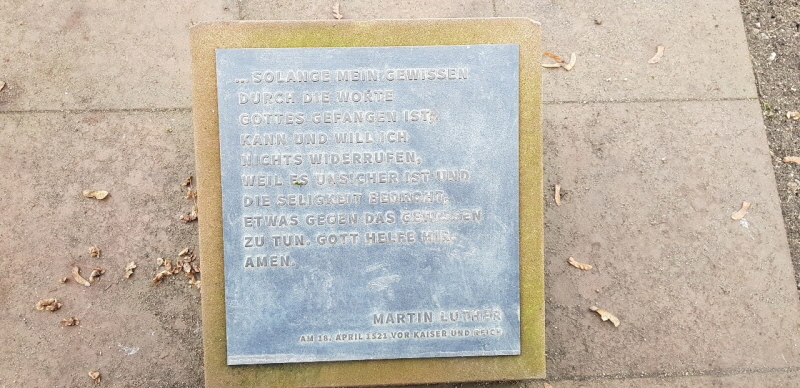 ... SOLANGE MEIN GEWISSEN
DURCH DIE WORTE
GOTTES GEFANGEN IST,
KANN UND WILL ICH
NICHTS WIDERRUFEN,
WEIL ES UNSICHER IST UND
DIE SELIGKEIT BEDROHT,
ETWAS GEGEN DAS GEWISSEN
ZU TUN. GOTT HELFE MIR.
AMEN.
MARTIN LUTHER
AM 18. APRIL 1521 VOR KAISER UND REICH